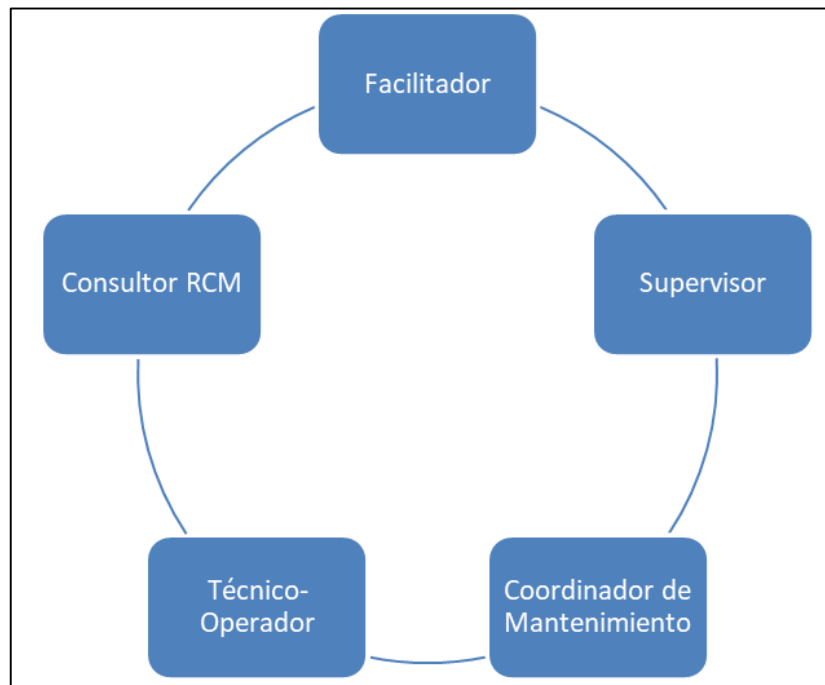 Facilitador
Supervisor
Coordinador de
Mantenimiento
Técnico-
Operador
Consultor RCM